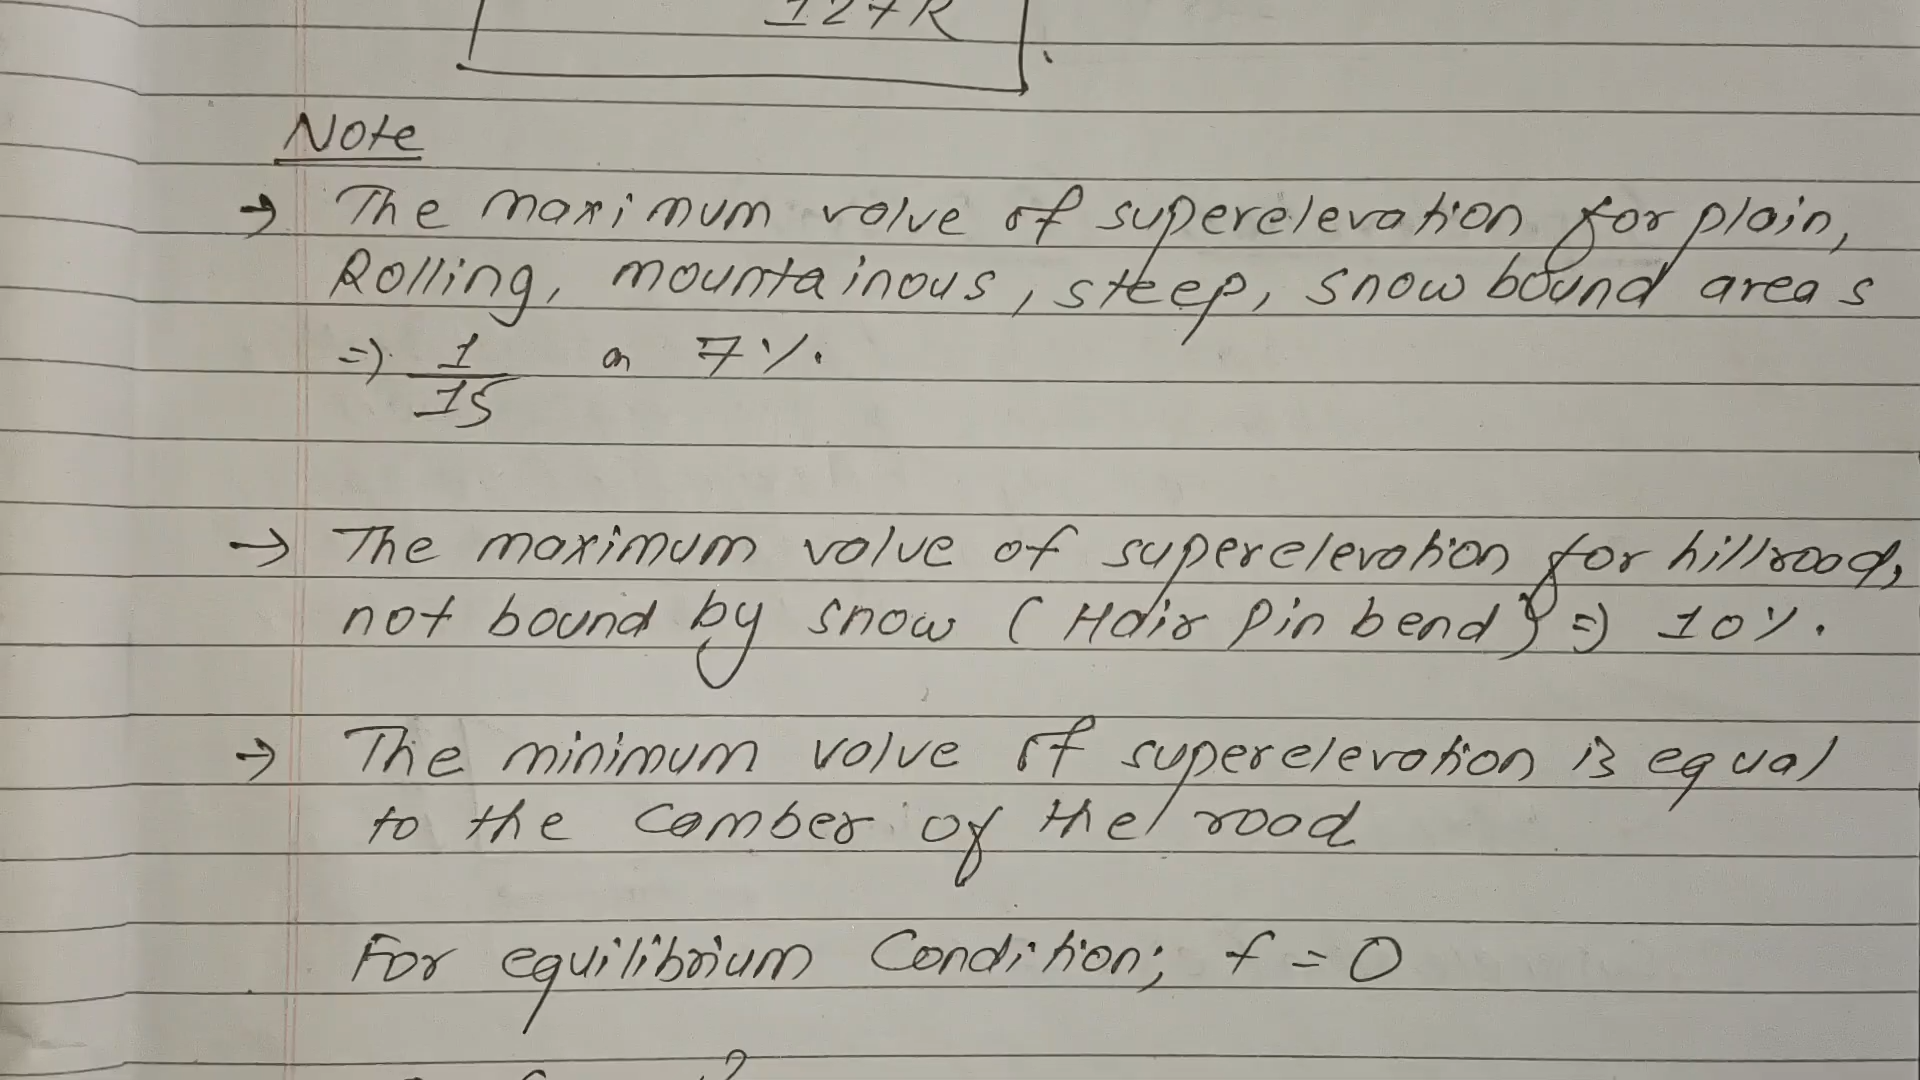 127R
Note
→ The maximum value of superelevation for plain,
Rolling, mountainous, steep, snow bound areas
=) 1/15 or 7%.
→ The maximum value of superelevation for hillroad,
not bound by snow (Hair Pin bend) =) 10%.
→ The minimum value of superelevation is equal
to the Camber of the road
For equilibrium Condition; f = 0